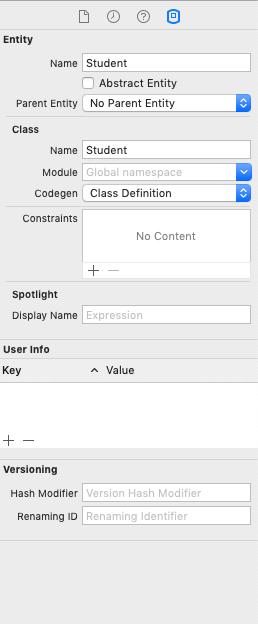 Entity
Name Student
Abstract Entity
Parent Entity No Parent Entity
Class
Name Student
Module Global namespace
Codegen Class Definition
Constraints
No Content
Spotlight
Display Name Expression
User Info
Key Value
Versioning
Hash Modifier Version Hash Modifier
Renaming ID Renaming Identifier